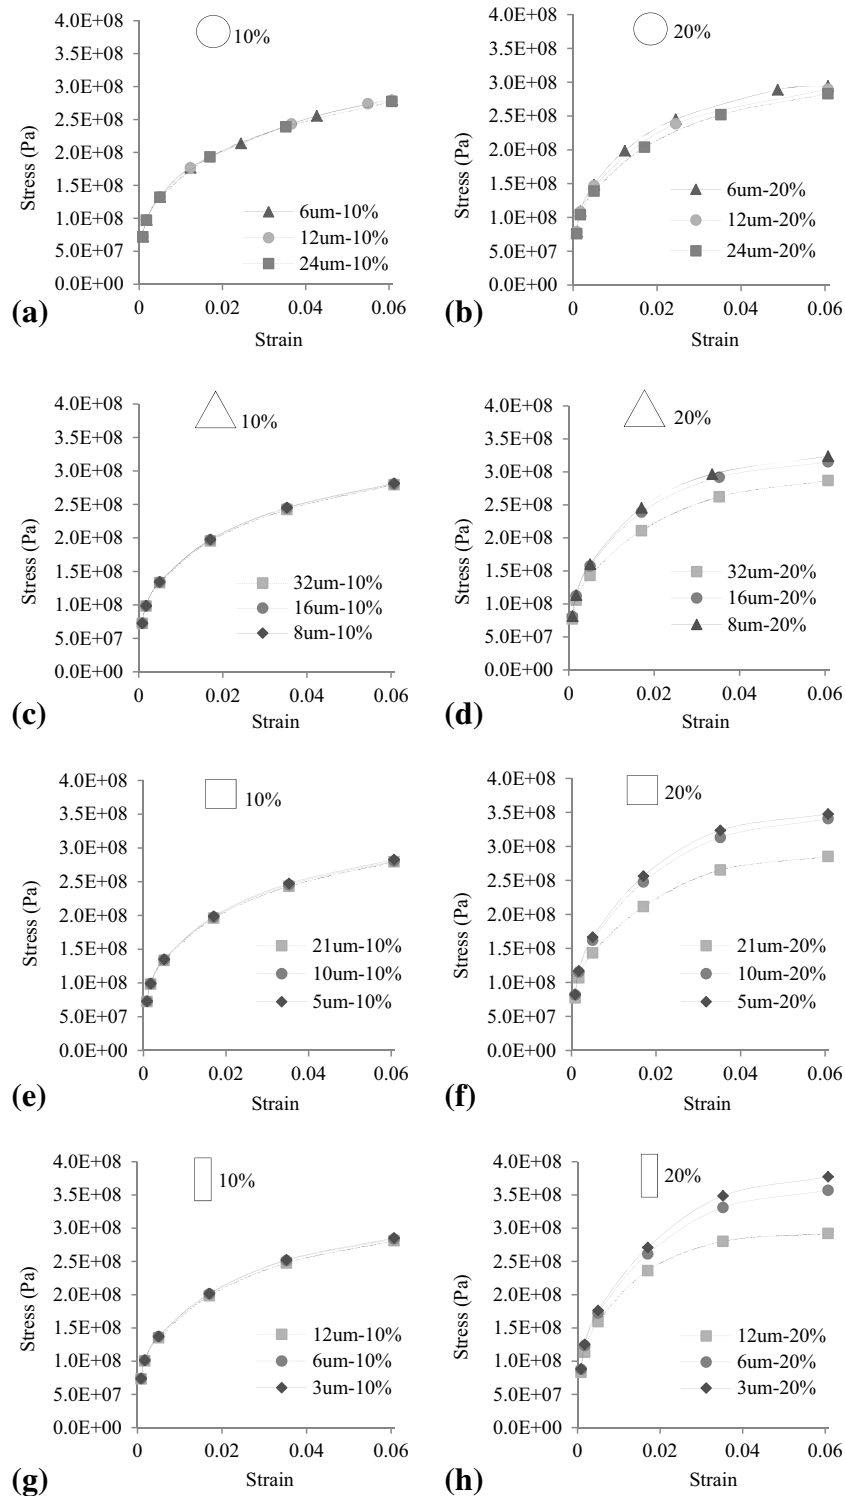 10%
4.0E+08
3.5E+08
3.0E+08
2.5E+08
2.0E+08
1.5E+08
1.0E+08
5.0E+07
0.0E+00
Stress (Pa)
6um-10%
12um-10%
24um-10%
0 0.02 0.04 0.06
Strain
(a)
20%
4.0E+08
3.5E+08
3.0E+08
2.5E+08
2.0E+08
1.5E+08
1.0E+08
5.0E+07
0.0E+00
Stress (Pa)
6um-20%
12um-20%
24um-20%
0 0.02 0.04 0.06
Strain
(b)
10%
4.0E+08
3.5E+08
3.0E+08
2.5E+08
2.0E+08
1.5E+08
1.0E+08
5.0E+07
0.0E+00
Stress (Pa)
32um-10%
16um-10%
8um-10%
0 0.02 0.04 0.06
Strain
(c)
20%
4.0E+08
3.5E+08
3.0E+08
2.5E+08
2.0E+08
1.5E+08
1.0E+08
5.0E+07
0.0E+00
Stress (Pa)
32um-20%
16um-20%
8um-20%
0 0.02 0.04 0.06
Strain
(d)
10%
4.0E+08
3.5E+08
3.0E+08
2.5E+08
2.0E+08
1.5E+08
1.0E+08
5.0E+07
0.0E+00
Stress (Pa)
21um-10%
10um-10%
5um-10%
0 0.02 0.04 0.06
Strain
(e)
20%
4.0E+08
3.5E+08
3.0E+08
2.5E+08
2.0E+08
1.5E+08
1.0E+08
5.0E+07
0.0E+00
Stress (Pa)
21um-20%
10um-20%
5um-20%
0 0.02 0.04 0.06
Strain
(f)
10%
4.0E+08
3.5E+08
3.0E+08
2.5E+08
2.0E+08
1.5E+08
1.0E+08
5.0E+07
0.0E+00
Stress (Pa)
12um-10%
6um-10%
3um-10%
0 0.02 0.04 0.06
Strain
(g)
20%
4.0E+08
3.5E+08
3.0E+08
2.5E+08
2.0E+08
1.5E+08
1.0E+08
5.0E+07
0.0E+00
Stress (Pa)
12um-20%
6um-20%
3um-20%
0 0.02 0.04 0.06
Strain
(h)